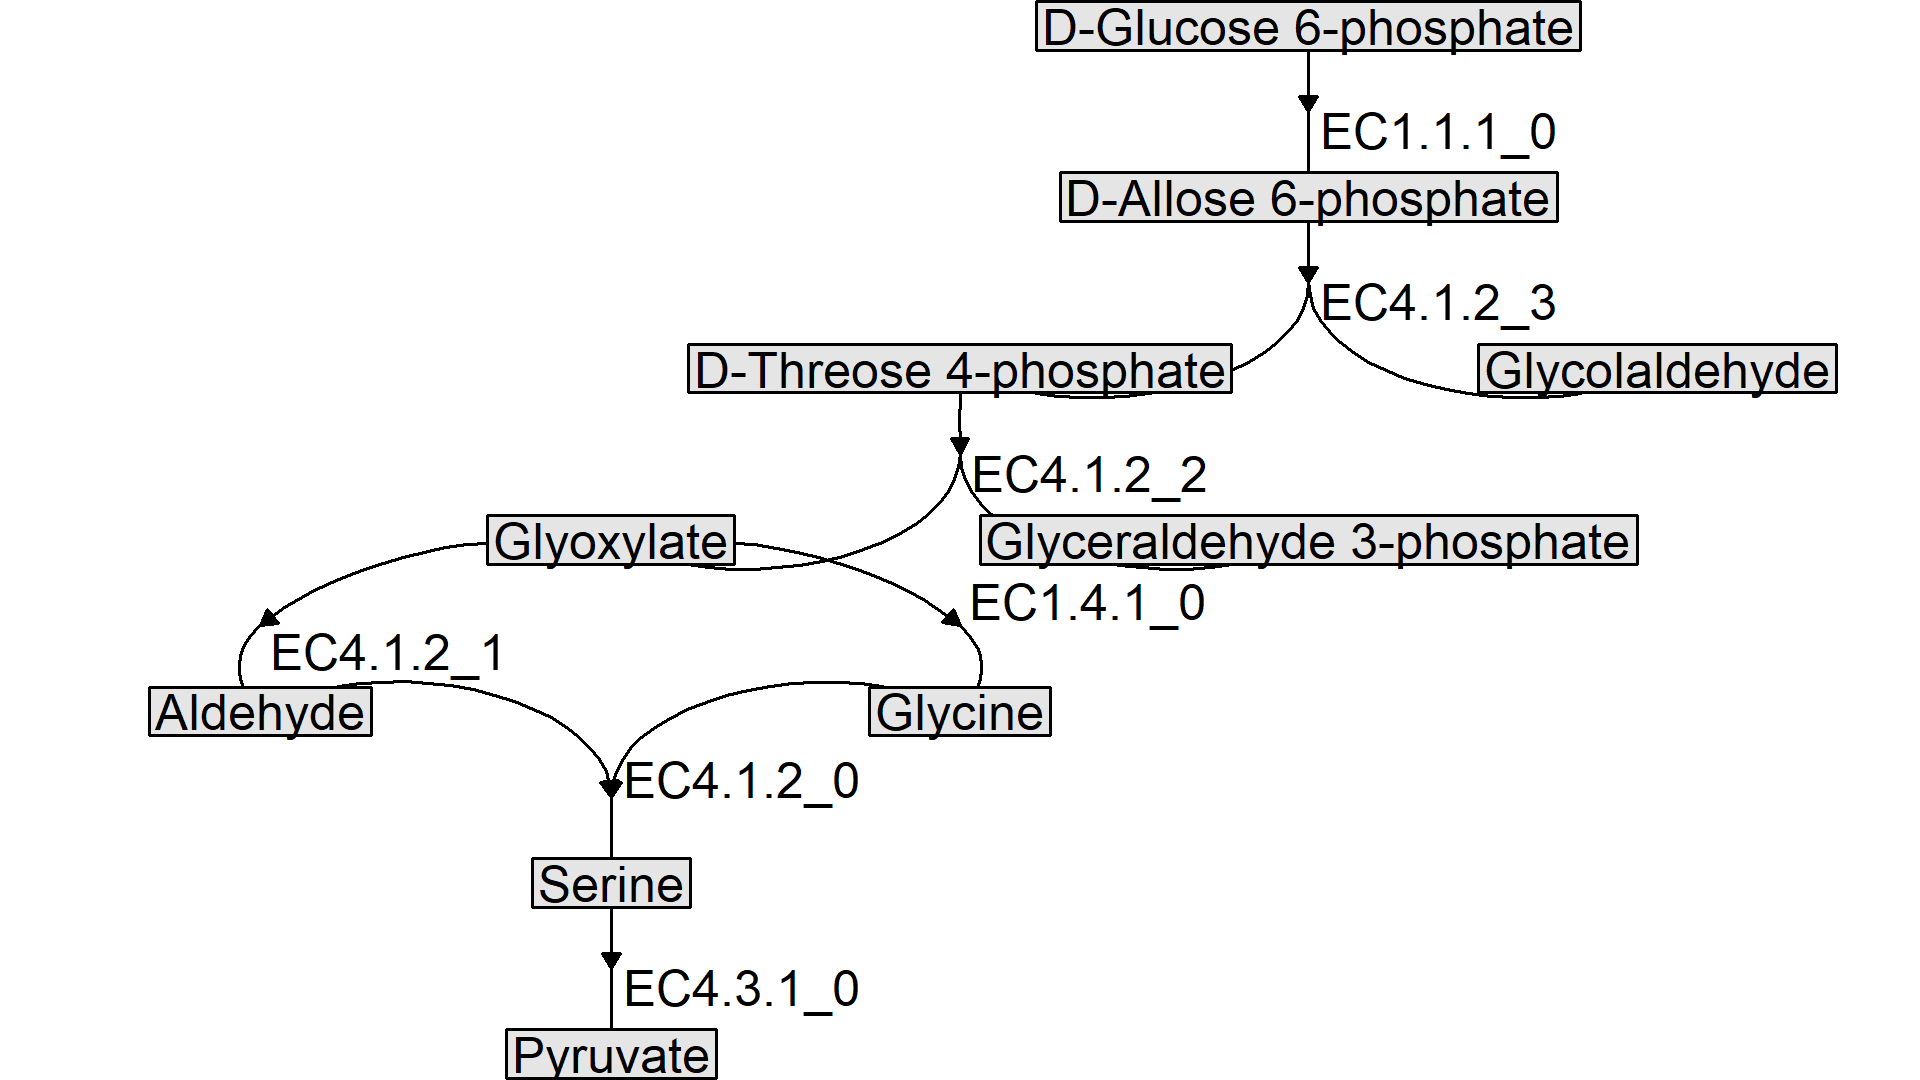 D-Glucose 6-phosphate
EC1.1.1_0
D-Allose 6-phosphate
EC4.1.2_3
D-Threose 4-phosphate
Glycolaldehyde
EC4.1.2_2
Glyoxylate
Glyceraldehyde 3-phosphate
EC1.4.1_0
EC4.1.2_1
Aldehyde
Glycine
EC4.1.2_0
Serine
EC4.3.1_0
Pyruvate